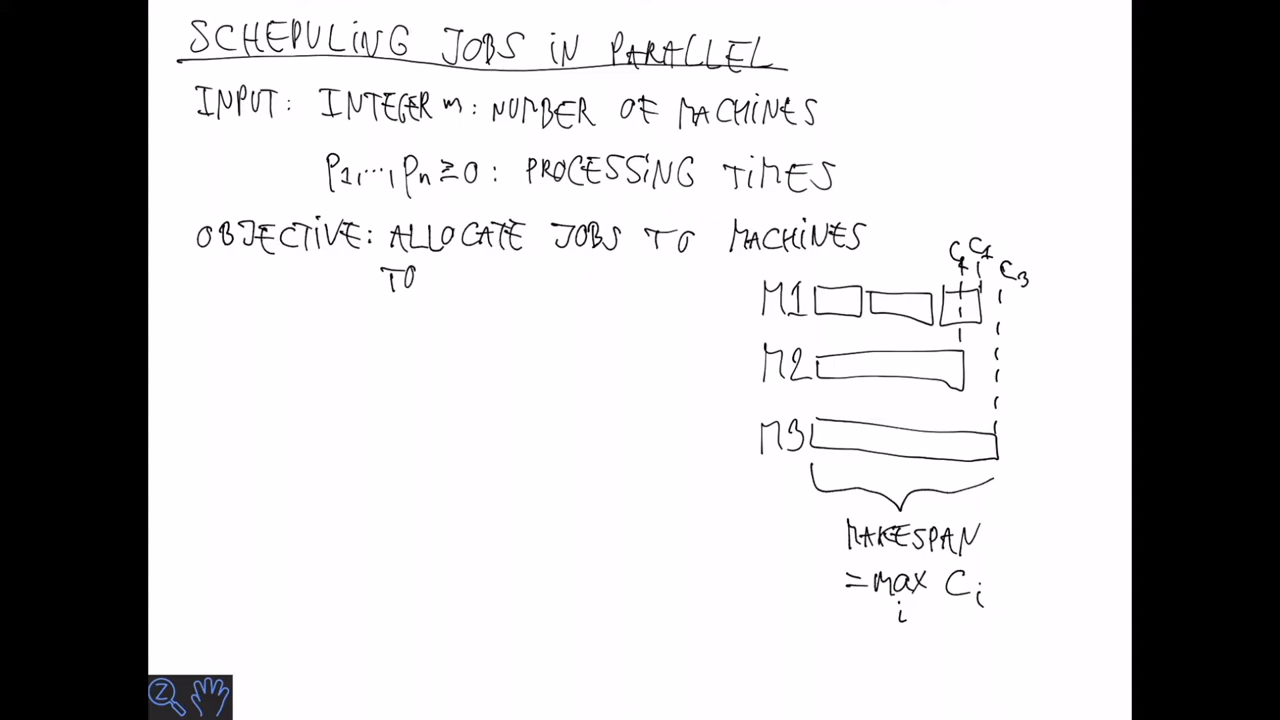 SCHEDULING JOBS IN PARALLEL
INPUT: INTEGER m: NUMBER OF MACHINES
p1,...,pn ≥ 0: PROCESSING TIMES
OBJECTIVE: ALLOCATE JOBS TO MACHINES
TO
C1
C3
M1
M2
M3
MAKESPAN
= max Ci
i
Z